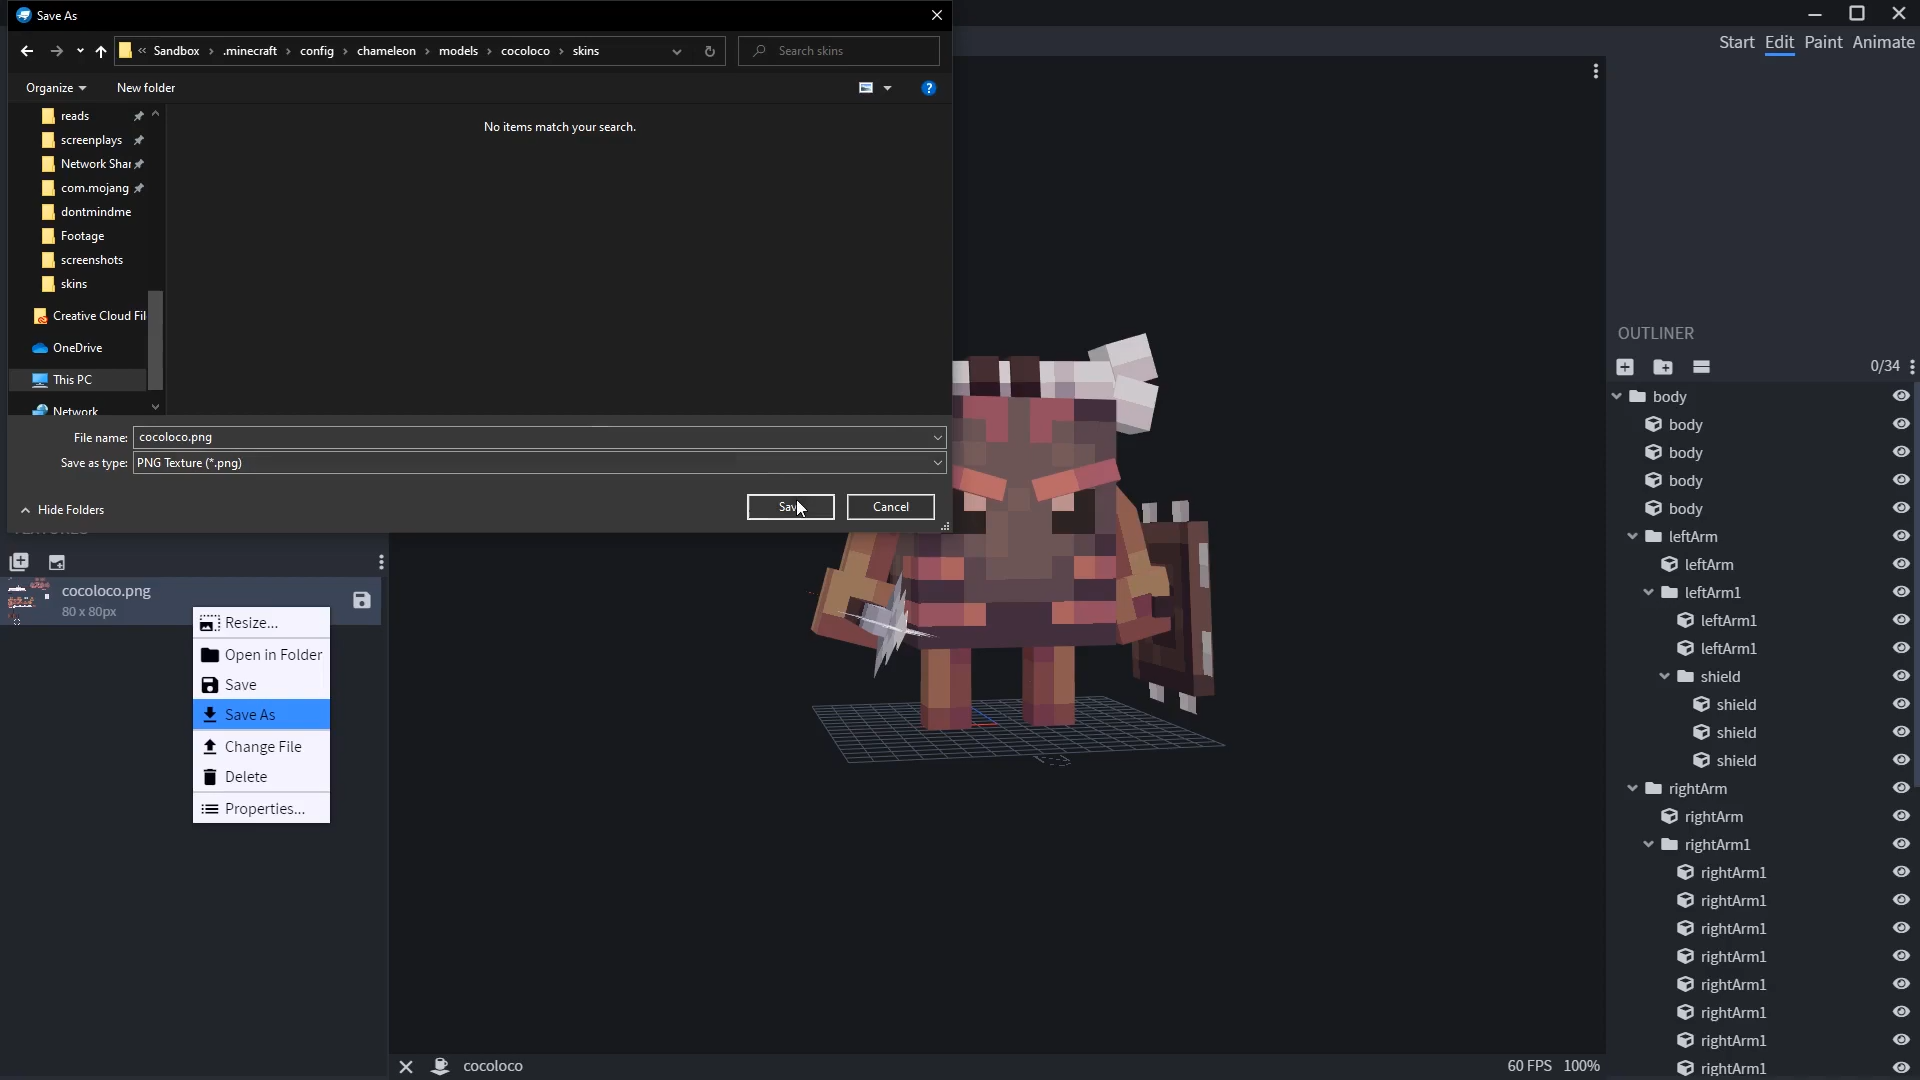 Save As
« Sandbox › .minecraft › config › chameleon › models › cocoloco › skins
Search skins
Organize
New folder
reads
screenplays
Network Shar
com.mojang
dontmindme
Footage
screenshots
skins
Creative Cloud Fil
OneDrive
This PC
Network
No items match your search.
File name: cocoloco.png
Save as type: PNG Texture (*.png)
Hide Folders
Save
Cancel
Start
Edit
Paint
Animate
cocoloco.png
80 x 80px
Resize...
Open in Folder
Save
Save As
Change File
Delete
Properties...
OUTLINER
0/34
body
body
body
body
body
leftArm
leftArm
leftArm1
leftArm1
leftArm1
shield
shield
shield
shield
rightArm
rightArm
rightArm1
rightArm1
rightArm1
rightArm1
rightArm1
rightArm1
rightArm1
rightArm1
rightArm1
cocoloco
60 FPS
100%